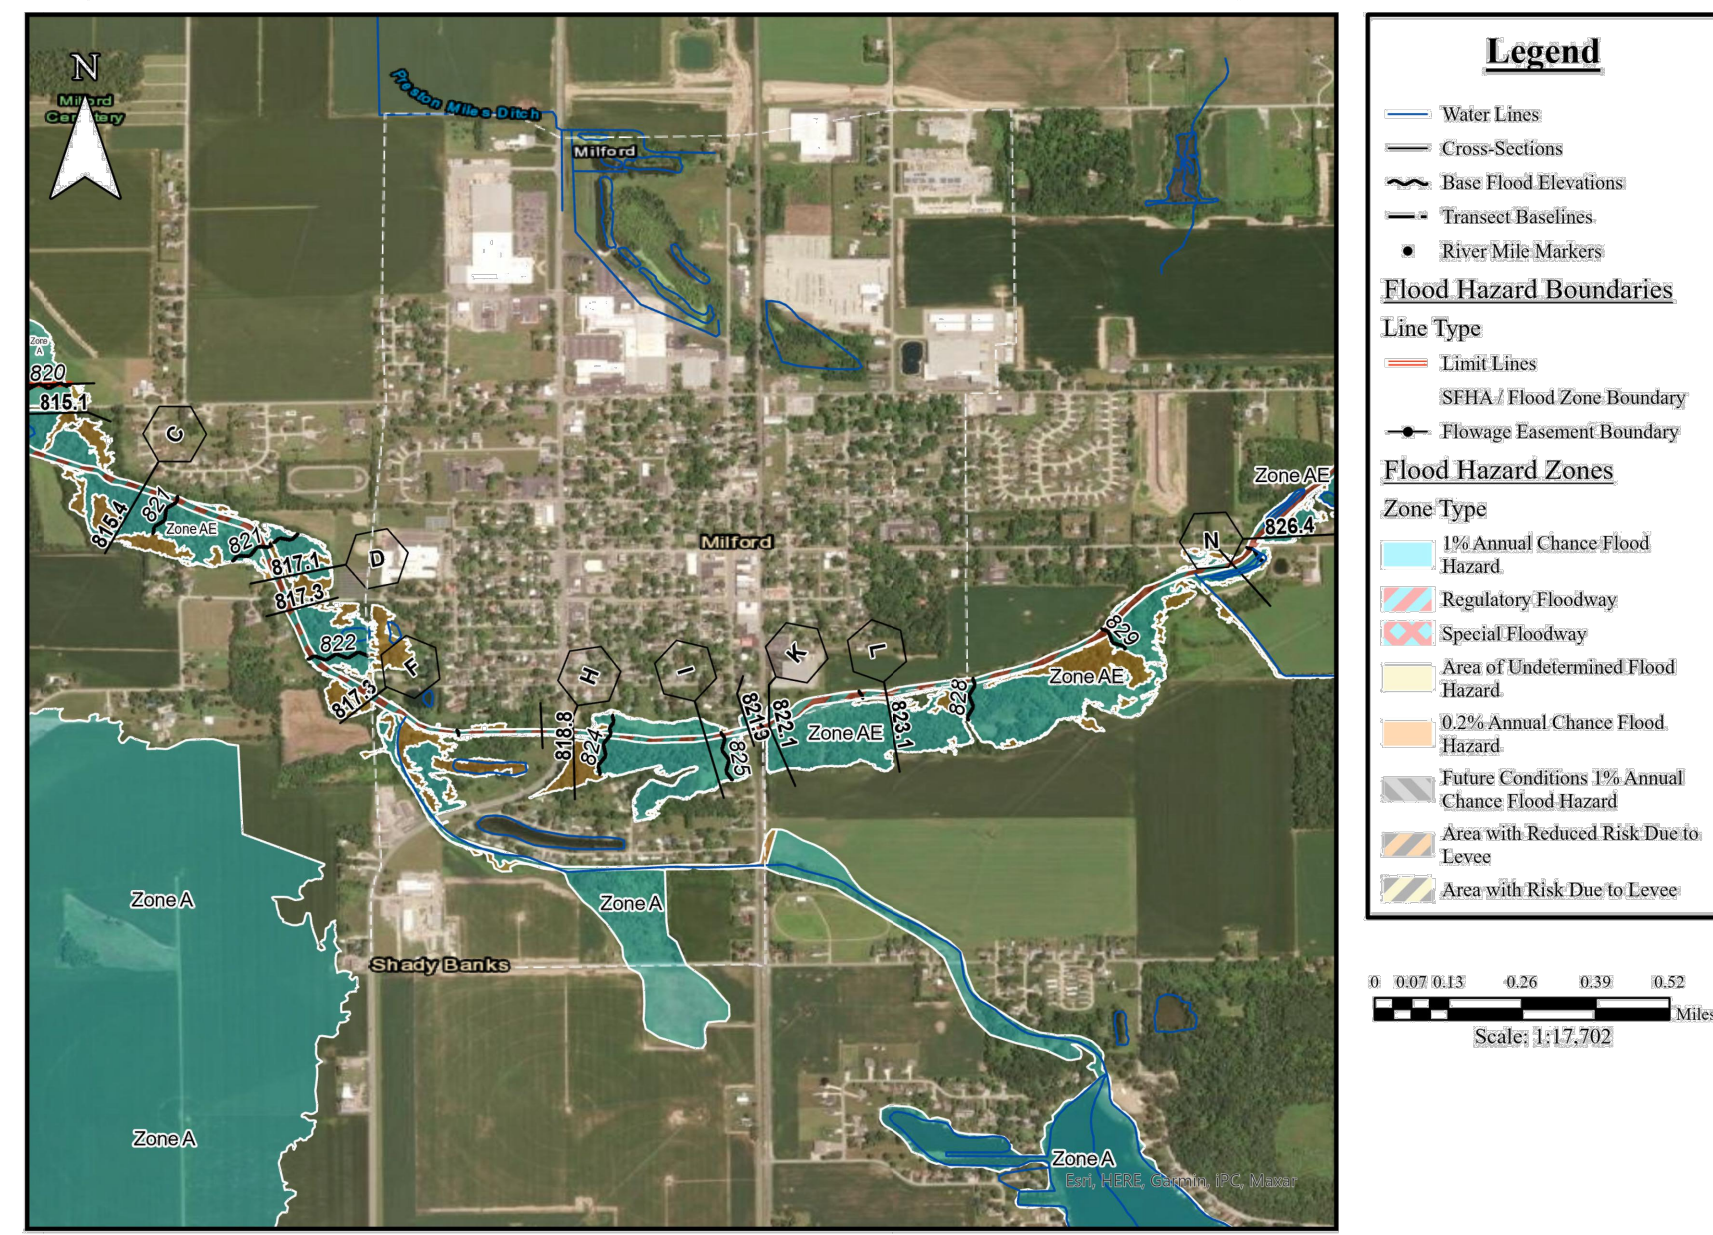 N
Milford
Cemetery
Preston Miles Ditch
Milford
Zone
A
820
815.1
C
815.4
821
Zone AE
821
817.1
D
817.3
822
F
817.3
Milford
Zone AE
N
826.4
H
I
K
L
818.8
824
825
821.9
822.1
Zone AE
823.1
828
829
Zone AE
Zone A
Zone A
Shady Banks
Zone A
Zone A
Esri, HERE, Garmin, iPC, Maxar
Legend
Water Lines
Cross-Sections
Base Flood Elevations
Transect Baselines
River Mile Markers
Flood Hazard Boundaries
Line Type
Limit Lines
SFHA / Flood Zone Boundary
Flowage Easement Boundary
Flood Hazard Zones
Zone Type
1% Annual Chance Flood
Hazard
Regulatory Floodway
Special Floodway
Area of Undetermined Flood
Hazard
0.2% Annual Chance Flood
Hazard
Future Conditions 1% Annual
Chance Flood Hazard
Area with Reduced Risk Due to
Levee
Area with Risk Due to Levee
0 0.07 0.13 0.26 0.39 0.52
Miles
Scale: 1:17,702